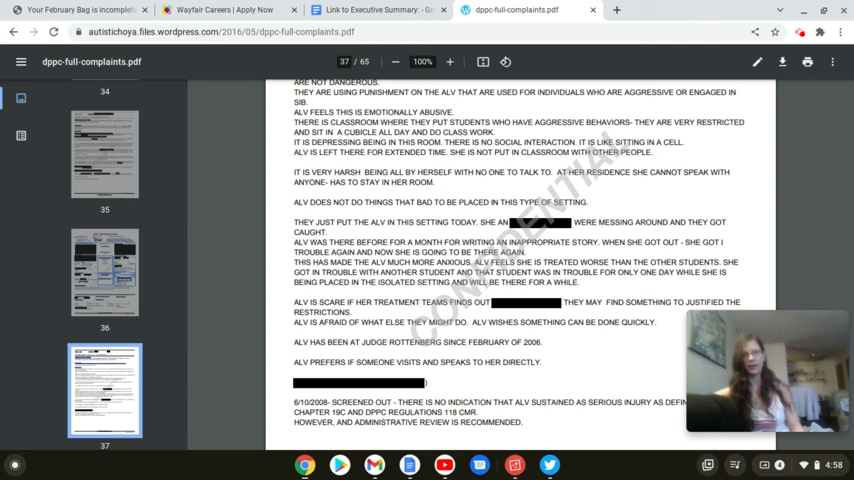 Your February Bag is incomplete
Wayfair Careers | Apply Now
Link to Executive Summary: - Go
dppc-full-complaints.pdf
autistichoya.files.wordpress.com/2016/05/dppc-full-complaints.pdf
dppc-full-complaints.pdf
37 / 65
100%
34
35
36
37
ARE NOT DANGEROUS.
THEY ARE USING PUNISHMENT ON THE ALV THAT ARE USED FOR INDIVIDUALS WHO ARE AGGRESSIVE OR ENGAGED IN
SIB.
ALV FEELS THIS IS EMOTIONALLY ABUSIVE.
THERE IS CLASSROOM WHERE THEY PUT STUDENTS WHO HAVE AGGRESSIVE BEHAVIORS- THEY ARE VERY RESTRICTED
AND SIT IN A CUBICLE ALL DAY AND DO CLASS WORK.
IT IS DEPRESSING BEING IN THIS ROOM. THERE IS NO SOCIAL INTERACTION. IT IS LIKE SITTING IN A CELL.
ALV IS LEFT THERE FOR EXTENDED TIME. SHE IS NOT PUT IN CLASSROOM WITH OTHER PEOPLE.
IT IS VERY HARSH BEING ALL BY HERSELF WITH NO ONE TO TALK TO. AT HER RESIDENCE SHE CANNOT SPEAK WITH
ANYONE- HAS TO STAY IN HER ROOM.
ALV DOES NOT DO THINGS THAT BAD TO BE PLACED IN THIS TYPE OF SETTING.
THEY JUST PUT THE ALV IN THIS SETTING TODAY. SHE AN WERE MESSING AROUND AND THEY GOT
CAUGHT.
ALV WAS THERE BEFORE FOR A MONTH FOR WRITING AN INAPPROPRIATE STORY. WHEN SHE GOT OUT - SHE GOT I
TROUBLE AGAIN AND NOW SHE IS GOING TO BE THERE AGAIN.
THIS HAS MADE THE ALV MUCH MORE ANXIOUS. ALV FEELS SHE IS TREATED WORSE THAN THE OTHER STUDENTS. SHE
GOT IN TROUBLE WITH ANOTHER STUDENT AND THAT STUDENT WAS IN TROUBLE FOR ONLY ONE DAY WHILE SHE IS
BEING PLACED IN THE ISOLATED SETTING AND WILL BE THERE FOR A WHILE.
ALV IS SCARE IF HER TREATMENT TEAMS FINDS OUT THEY MAY FIND SOMETHING TO JUSTIFIED THE
RESTRICTIONS.
ALV IS AFRAID OF WHAT ELSE THEY MIGHT DO. ALV WISHES SOMETHING CAN BE DONE QUICKLY.
ALV HAS BEEN AT JUDGE ROTTENBERG SINCE FEBRUARY OF 2006.
ALV PREFERS IF SOMEONE VISITS AND SPEAKS TO HER DIRECTLY.
)
6/10/2008- SCREENED OUT - THERE IS NO INDICATION THAT ALV SUSTAINED AS SERIOUS INJURY AS DEFIN
CHAPTER 19C AND DPPC REGULATIONS 118 CMR.
HOWEVER, AND ADMINISTRATIVE REVIEW IS RECOMMENDED.
CONFIDENTIAL
4
4:58